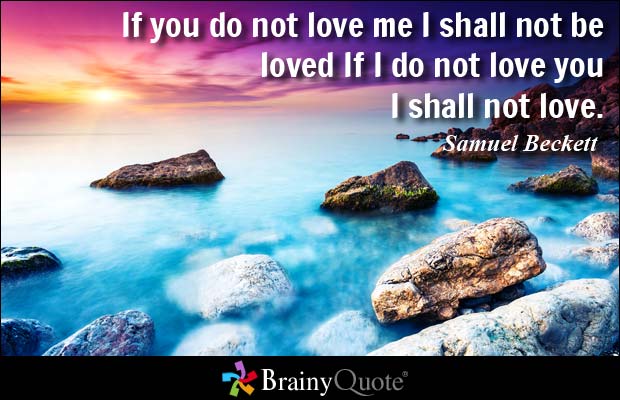 If you do not love me I shall not be
loved If I do not love you
I shall not love.
Samuel Beckett
BrainyQuote®